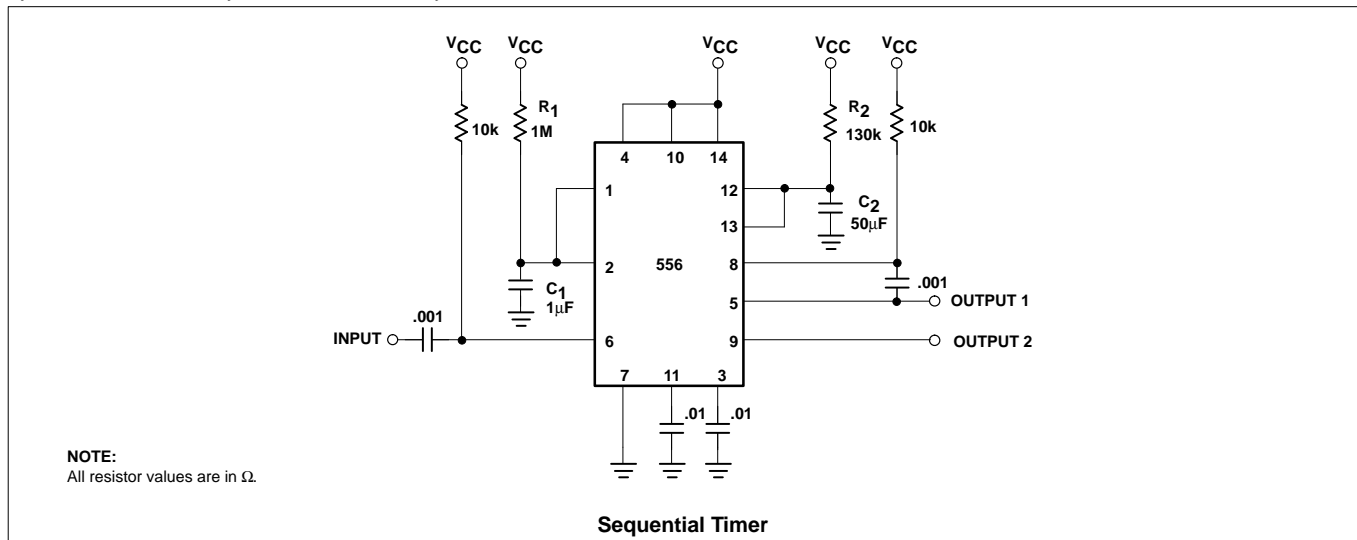 VCC VCC VCC VCC VCC
10k R1 1M R2 130k 10k
4 10 14
1 12
C2 50µF
13
2 556 8
C1 1µF .001
5 OUTPUT 1
.001
INPUT 6 9 OUTPUT 2
7 11 3
.01 .01
NOTE:
All resistor values are in Ω.
Sequential Timer